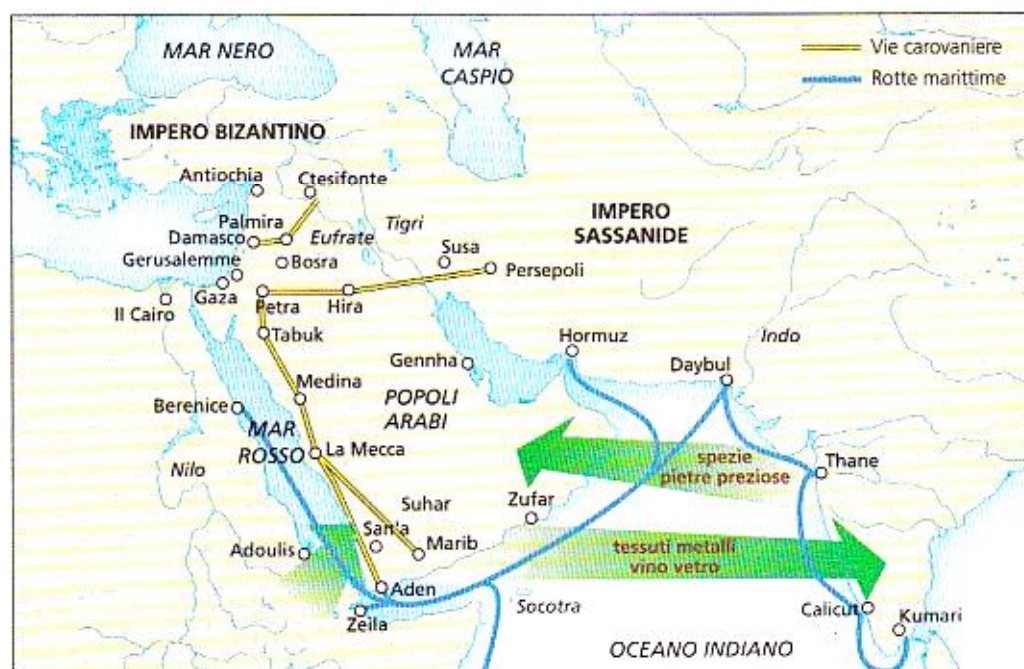 MAR NERO
MAR
CASPIO
Vie carovaniere
Rotte marittime
IMPERO BIZANTINO
Antiochia
Ctesifonte
Palmira
Damasco
Eufrate
Tigri
IMPERO
SASSANIDE
Gerusalemme
Bosra
Susa
Persepoli
Gaza
Il Cairo
Petra
Hira
Tabuk
Hormuz
Indo
Gennha
Daybul
Medina
Berenice
POPOLI
ARABI
MAR
ROSSO
La Mecca
Nilo
spezie
pietre preziose
Thane
Suhar
Zufar
San'a
Adoulis
Marib
tessuti metalli
vino vetro
Aden
Zeila
Socotra
Calicut
Kumari
OCEANO INDIANO